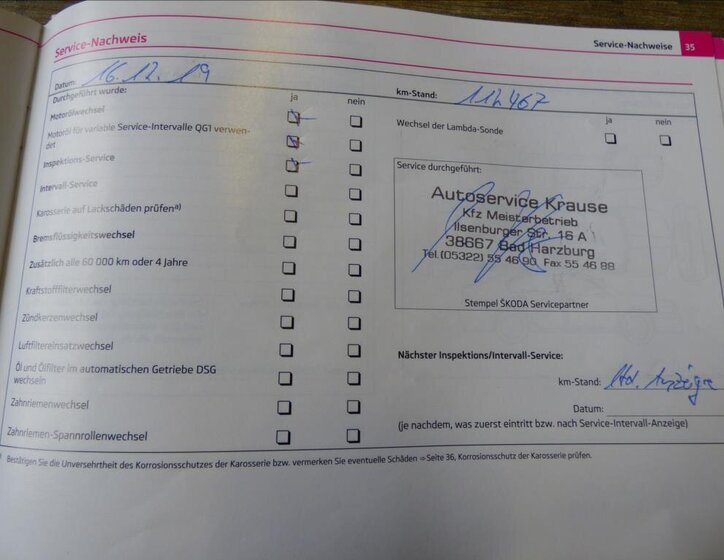 Service-Nachweis
Service-Nachweise 35
Datum: 16.12.19
km-Stand: 112467
Durchgeführt wurde: ja nein
Motorölwechsel
Motoröl für variable Service-Intervalle QG1 verwen-
det
Inspektions-Service
Intervall-Service
Karosserie auf Lackschäden prüfenᵃ⁾
Bremsflüssigkeitswechsel
Zusätzlich alle 60 000 km oder 4 Jahre
Kraftstofffilterwechsel
Zündkerzenwechsel
Luftfiltereinsatzwechsel
Öl und Ölfilter im automatischen Getriebe DSG
wechseln
Zahnriemenwechsel
Zahnriemen-Spannrollenwechsel
ja nein
Wechsel der Lambda-Sonde
Service durchgeführt:
Autoservice Krause
Kfz Meisterbetrieb
Ilsenburger Str. 16 A
38667 Bad Harzburg
Tel. (05322) 55 46 90 Fax 55 46 88
Stempel ŠKODA Servicepartner
Nächster Inspektions/Intervall-Service:
km-Stand: Anzeige
Datum:
(je nachdem, was zuerst eintritt bzw. nach Service-Intervall-Anzeige)
Bestätigen Sie die Unversehrtheit des Korrosionsschutzes der Karosserie bzw. vermerken Sie eventuelle Schäden ⇒ Seite 36, Korrosionsschutz der Karosserie prüfen.